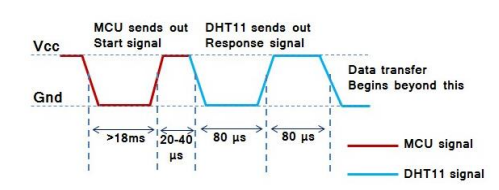 MCU sends out
Start signal
DHT11 sends out
Response signal
Vcc
Gnd
Data transfer
Begins beyond this
>18ms
20-40
µs
80 µs
80 µs
MCU signal
DHT11 signal